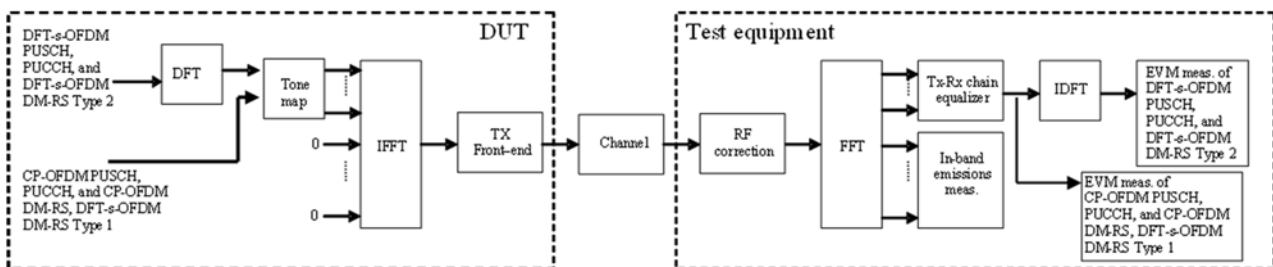 DUT
DFT-s-OFDM
PUSCH,
PUCCH, and
DFT-s-OFDM
DM-RS Type 2
DFT
Tone
map
CP-OFDM PUSCH,
PUCCH, and CP-OFDM
DM-RS, DFT-s-OFDM
DM-RS Type 1
0
0
IFFT
TX
Front-end
Channel
Test equipment
RF
correction
FFT
Tx-Rx chain
equalizer
In-band
emissions
meas.
IDFT
EVM meas. of
DFT-s-OFDM
PUSCH,
PUCCH, and
DFT-s-OFDM
DM-RS Type 2
EVM meas. of
CP-OFDM PUSCH,
PUCCH, and CP-OFDM
DM-RS, DFT-s-OFDM
DM-RS Type 1